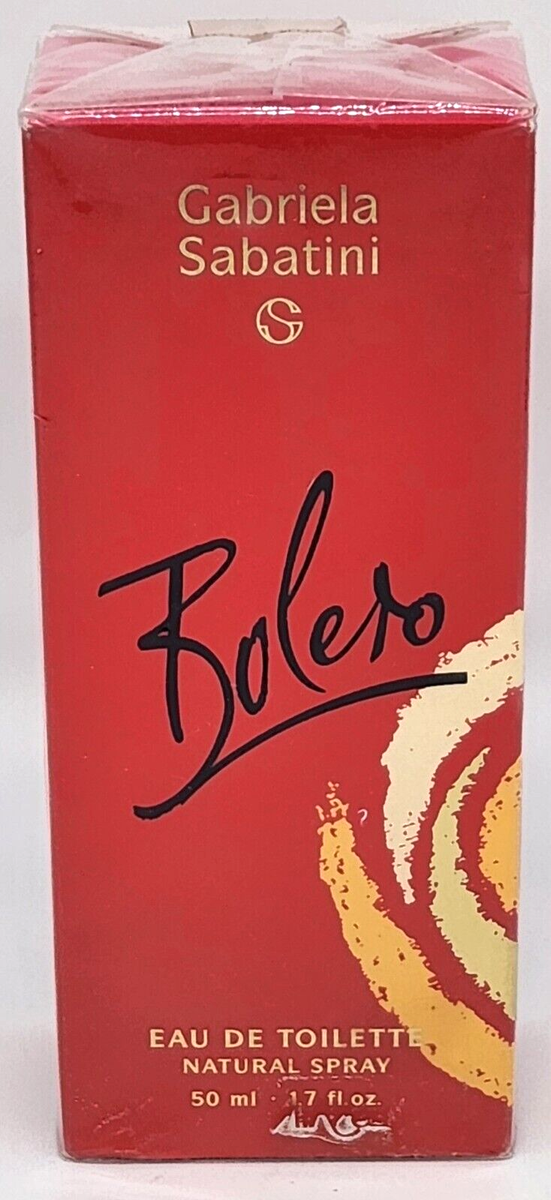 Gabriela
Sabatini
Bolero
EAU DE TOILETTE
NATURAL SPRAY
50 ml · 1.7 fl.oz.